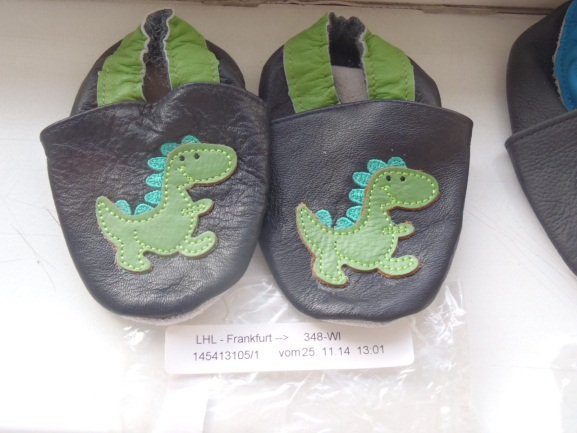 LHL - Frankfurt --> 348-WI
145413105/1 vom 25. 11.14 13:01